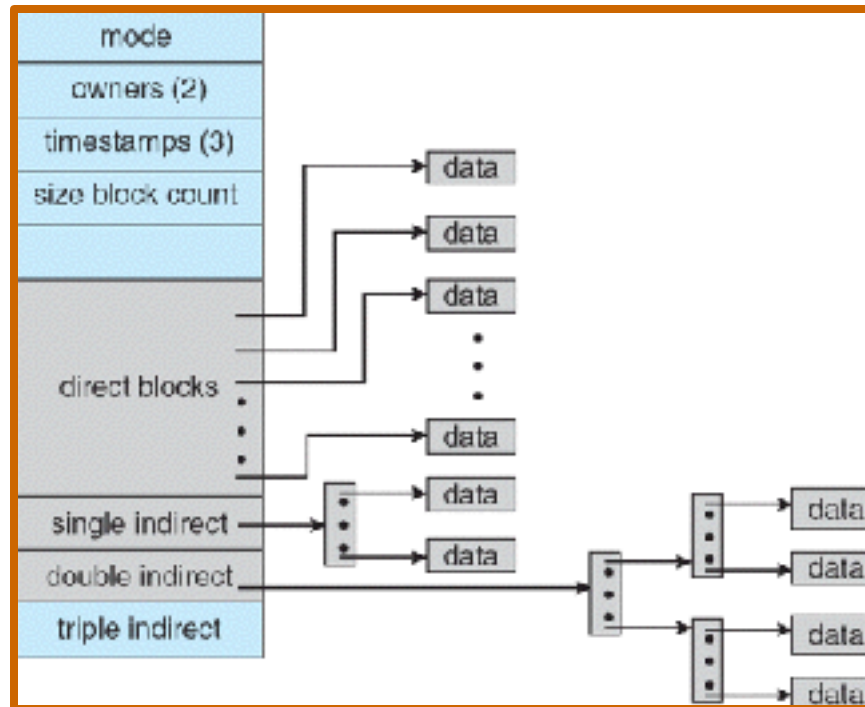 mode
owners (2)
timestamps (3)
size block count
direct blocks
single indirect
double indirect
triple indirect
data
data
data
data
data
data
data
data
data
data